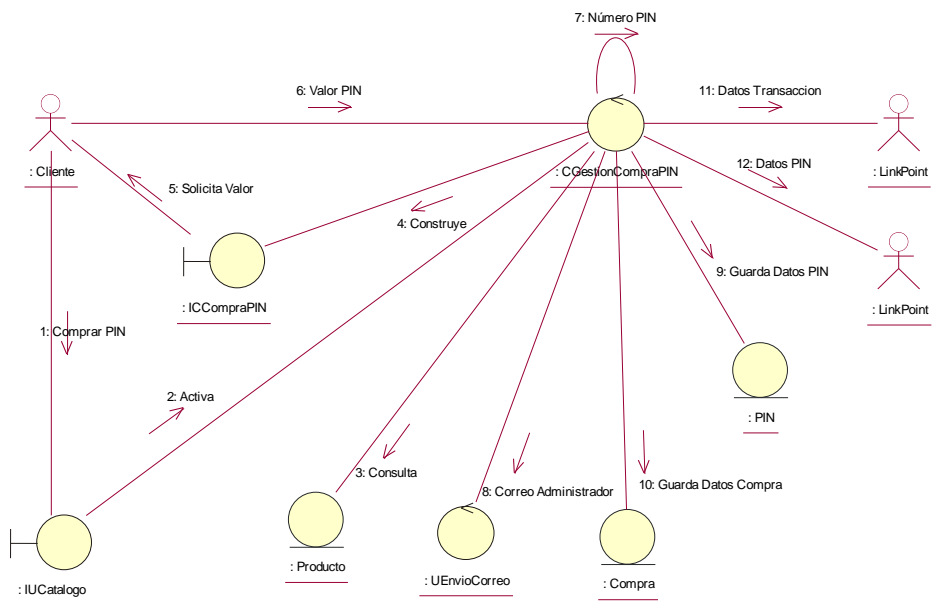 7: Número PIN
6: Valor PIN
11: Datos Transaccion
: Cliente
: CGestionCompraPIN
12: Datos PIN
: LinkPoint
5: Solicita Valor
4: Construye
9: Guarda Datos PIN
: ICCompraPIN
: LinkPoint
1: Comprar PIN
2: Activa
: PIN
3: Consulta
8: Correo Administrador
10: Guarda Datos Compra
: IUCatalogo
: Producto
: UEnvioCorreo
: Compra